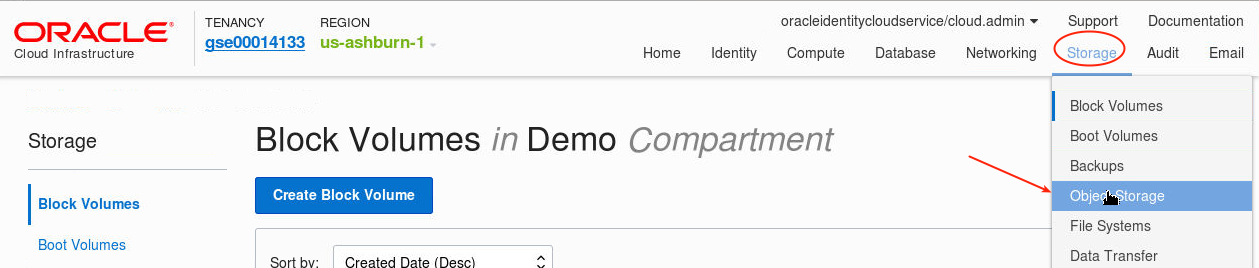 ORACLE
Cloud Infrastructure
TENANCY
gse00014133
REGION
us-ashburn-1
oracleidentitycloudservice/cloud.admin Support Documentation
Home Identity Compute Database Networking Storage Audit Email
Block Volumes
Boot Volumes
Backups
Object Storage
File Systems
Data Transfer
Storage
Block Volumes
Boot Volumes
Block Volumes in Demo Compartment
Create Block Volume
Sort by: Created Date (Desc)